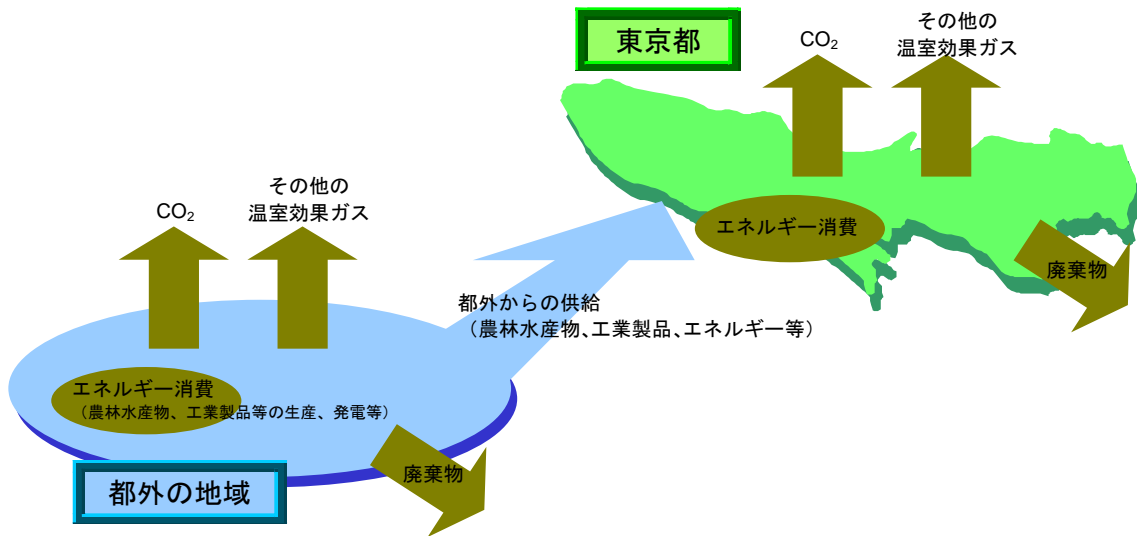 東京都
CO₂
その他の
温室効果ガス
エネルギー消費
廃棄物
CO₂
その他の
温室効果ガス
都外からの供給
（農林水産物、工業製品、エネルギー等）
エネルギー消費
（農林水産物、工業製品等の生産、発電等）
廃棄物
都外の地域